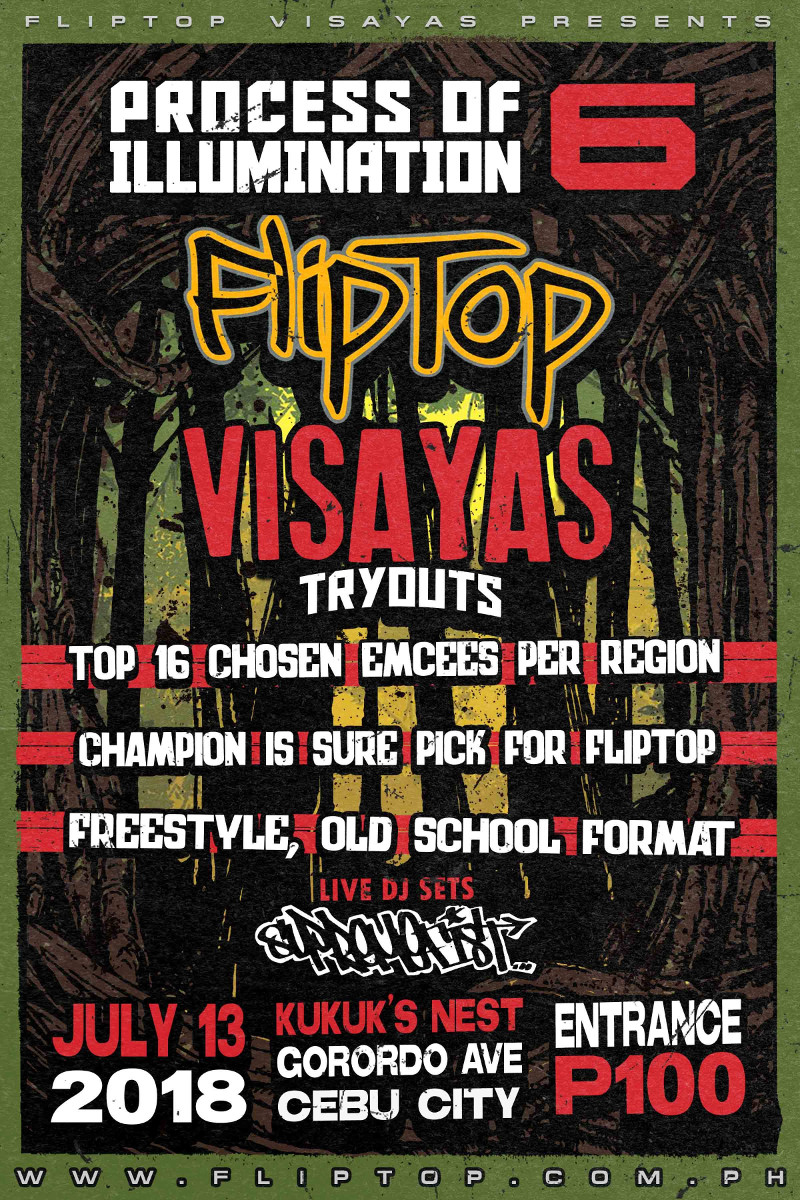 FLIPTOP VISAYAS PRESENTS
PROCESS OF
ILLUMINATION
6
FlipTop
VISAYAS
TRYOUTS
TOP 16 CHOSEN EMCEES PER REGION
CHAMPION IS SURE PICK FOR FLIPTOP
FREESTYLE, OLD SCHOOL FORMAT
LIVE DJ SETS
SUPREMACIST
JULY 13
2018
KUKUK'S NEST
GORORDO AVE
CEBU CITY
ENTRANCE
P100
WWW.FLIPTOP.COM.PH